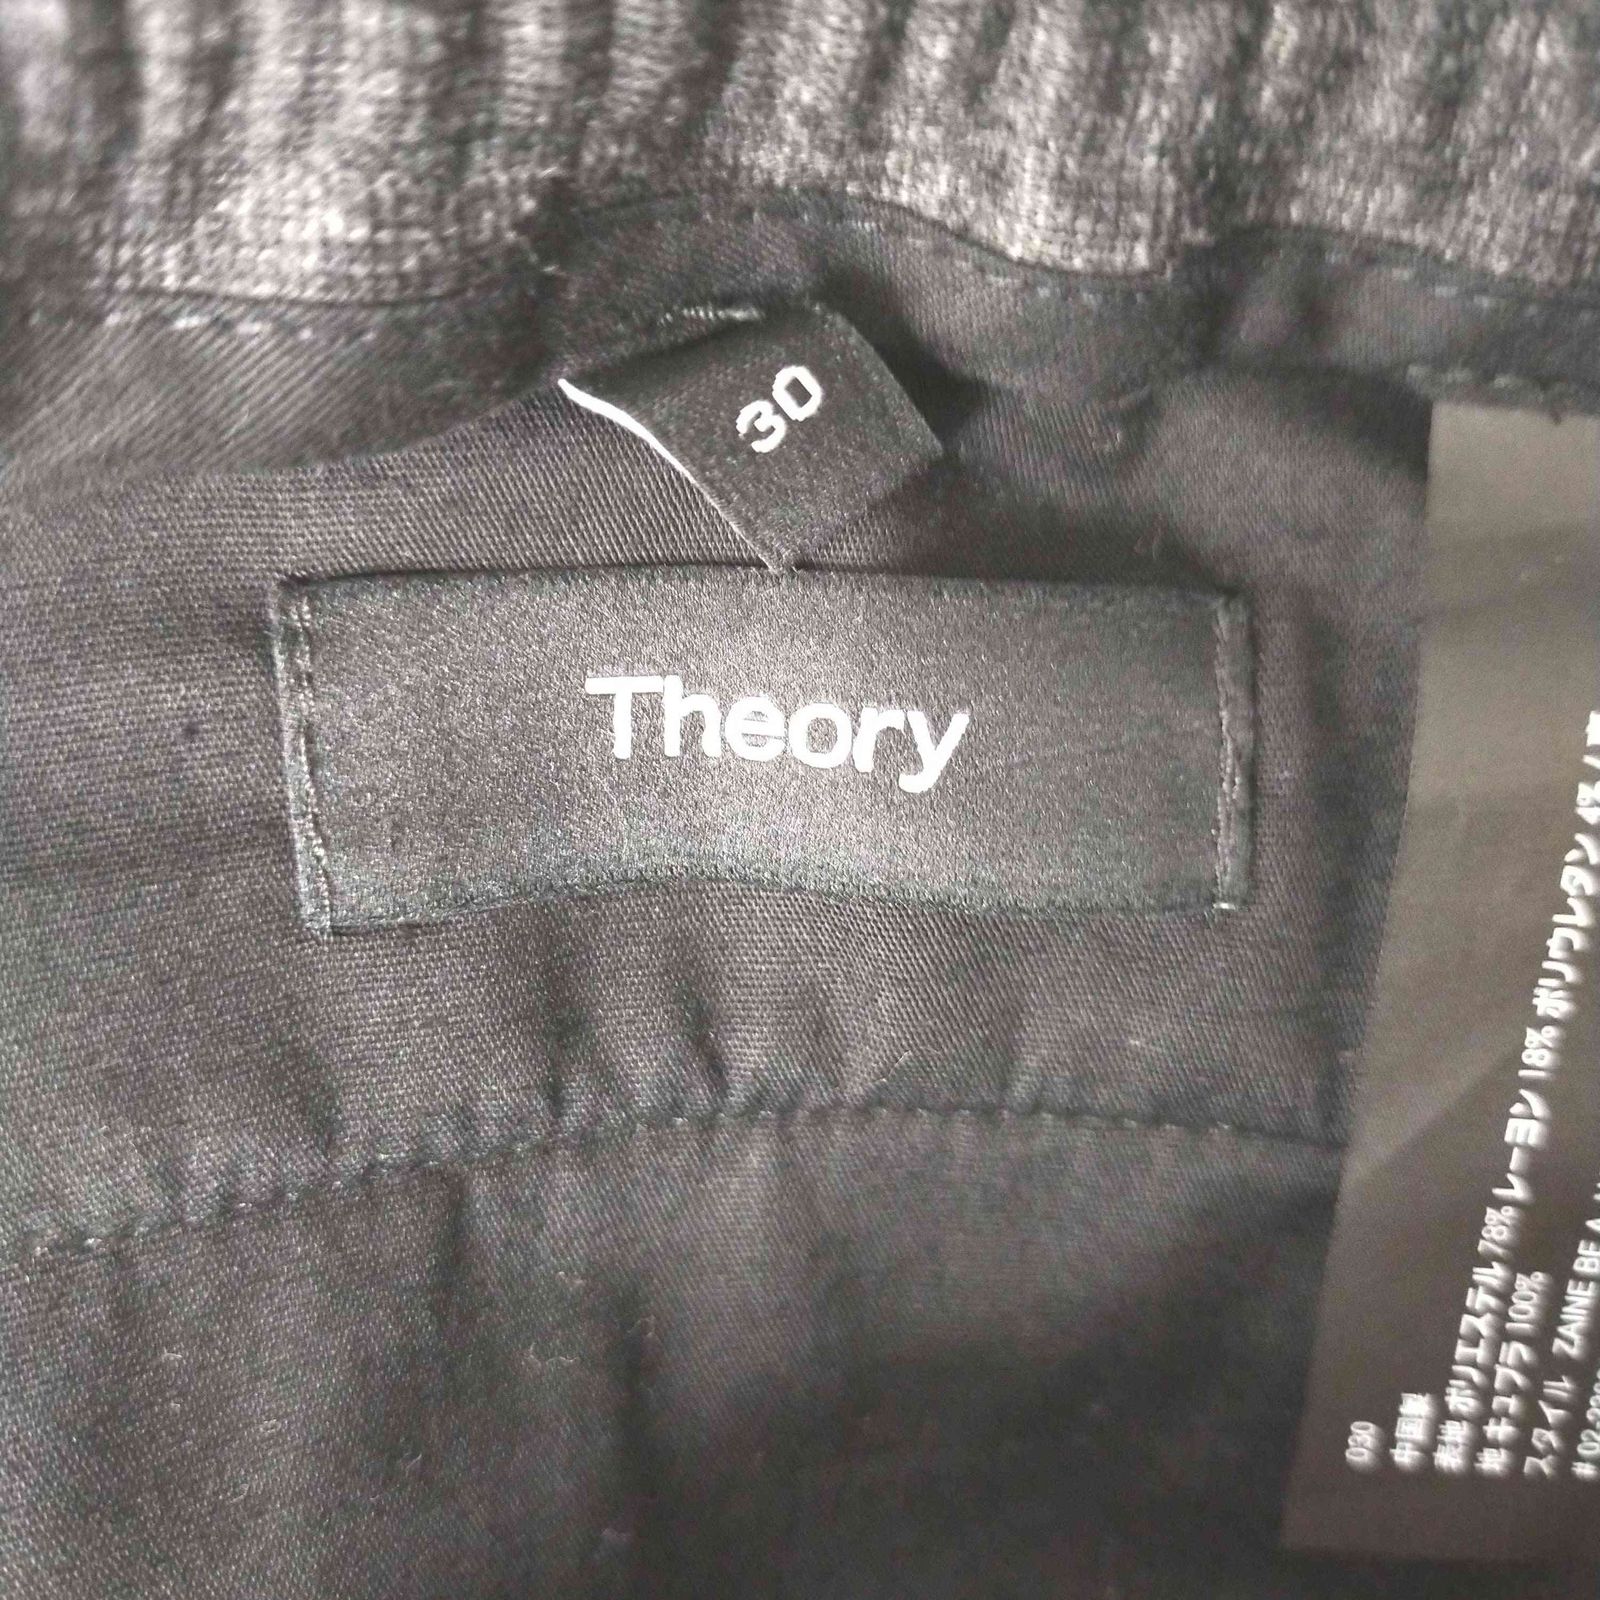 30
Theory
030
中国製
表地 ポリエステル 78% レーヨン 18% ポリウレタン 4%
地 キュプラ 100%
スタイル ZAINE BE A
# 02-